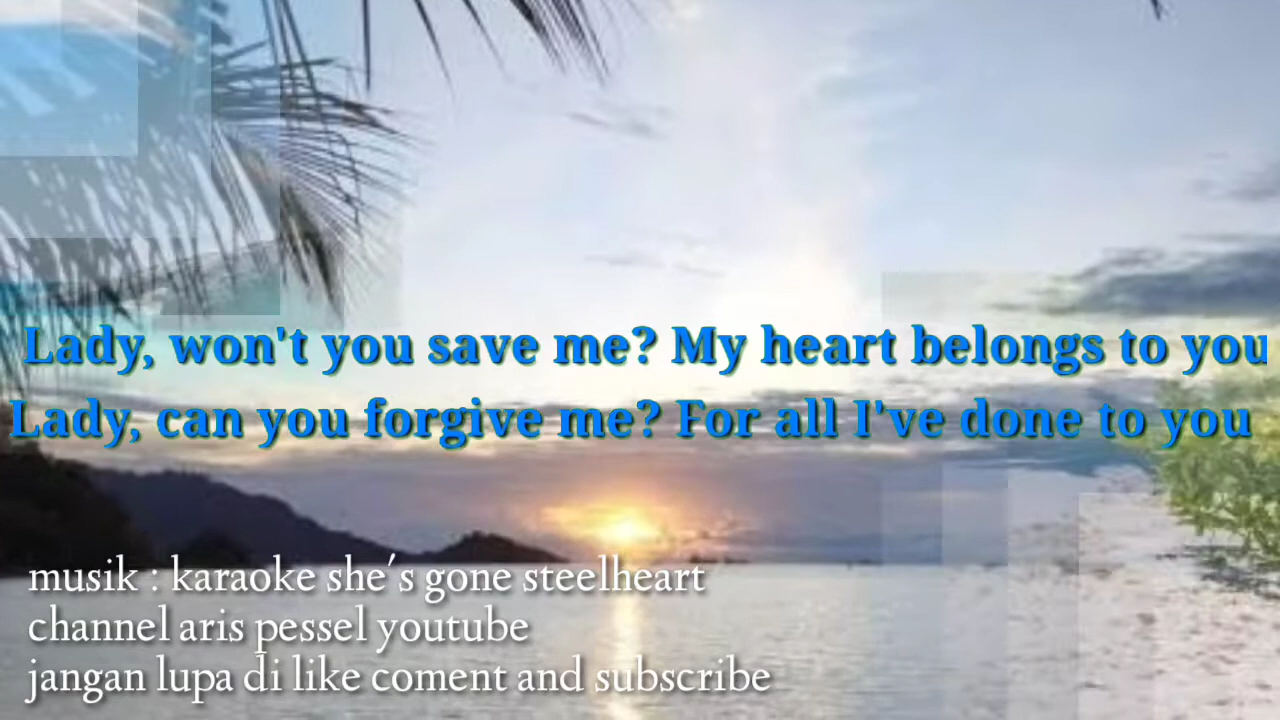 Lady, won't you save me? My heart belongs to you
Lady, can you forgive me? For all I've done to you
musik : karaoke she's gone steelheart
channel aris pessel youtube
jangan lupa di like coment and subscribe